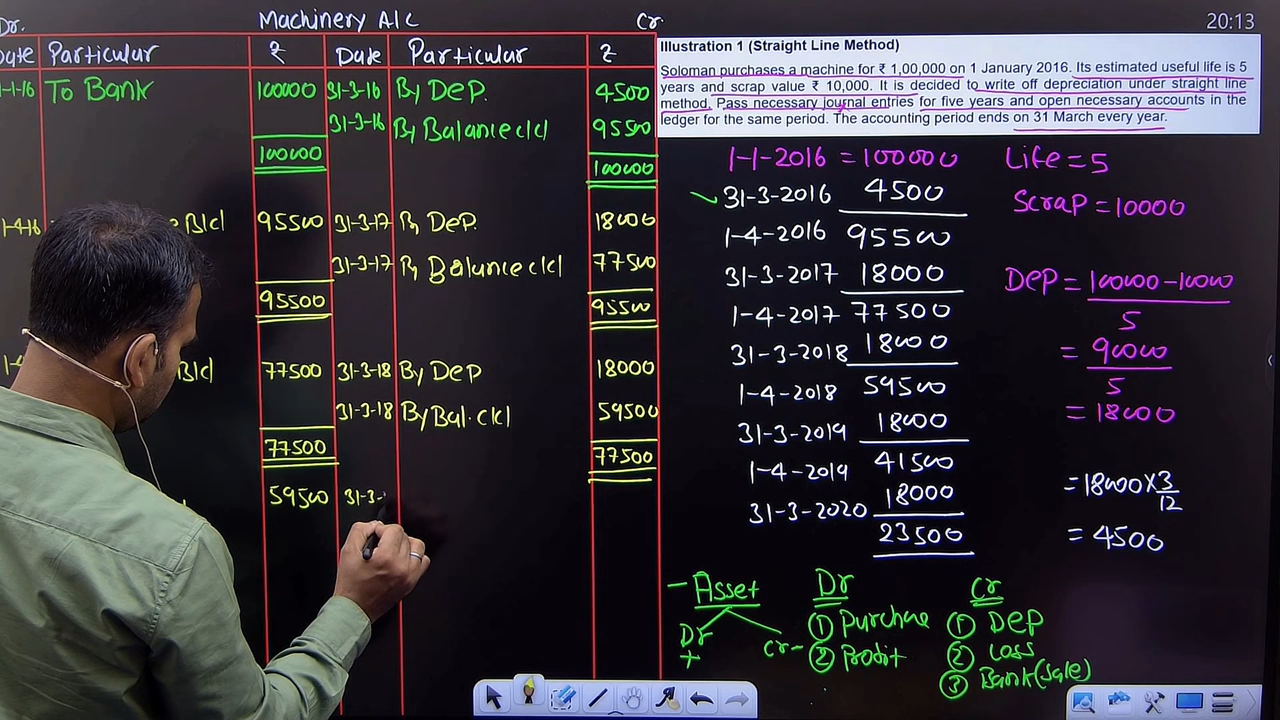 Dr. Machinery A/c Cr.
Date Particular ₹ Date Particular ₹
1-1-16 To Bank 100000 31-3-16 By Dep. 4500
31-3-16 By Balance c/d 95500
100000 100000
1-4-16 B/d 95500 31-3-17 By Dep. 18000
31-3-17 By Balance c/d 77500
95500 95500
B/d 77500 31-3-18 By Dep 18000
31-3-18 By Bal. c/d 59500
77500 77500
59500 31-3-
20:13
Illustration 1 (Straight Line Method)
Soloman purchases a machine for ₹ 1,00,000 on 1 January 2016. Its estimated useful life is 5
years and scrap value ₹ 10,000. It is decided to write off depreciation under straight line
method. Pass necessary journal entries for five years and open necessary accounts in the
ledger for the same period. The accounting period ends on 31 March every year.
1-1-2016 = 100000
31-3-2016 4500
1-4-2016 95500
31-3-2017 18000
1-4-2017 77500
31-3-2018 18000
1-4-2018 59500
31-3-2019 18000
1-4-2019 41500
31-3-2020 18000
23500
Life = 5
Scrap = 10000
Dep = 100000 - 10000
5
= 90000
5
= 18000
= 18000 × 3
12
= 4500
- Asset
Dr Cr -
+
Dr
① Purchase
② Profit
Cr
① Dep
② Loss
③ Bank (Sale)